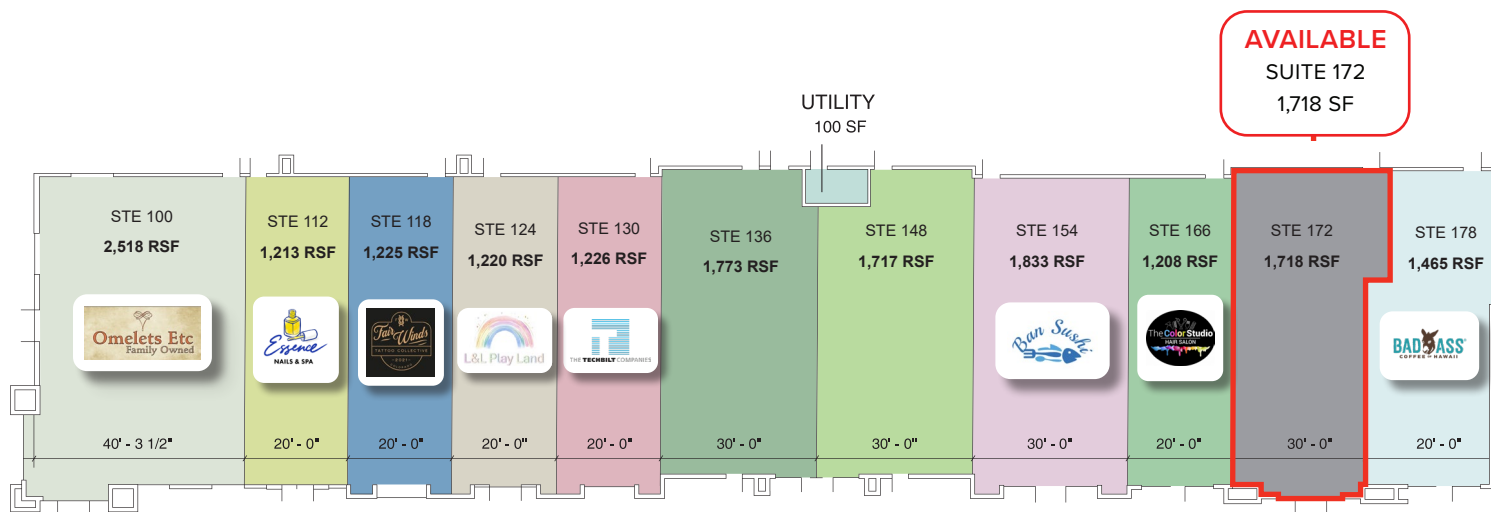 AVAILABLE
SUITE 172
1,718 SF
UTILITY
100 SF
STE 100
2,518 RSF
STE 112
1,213 RSF
STE 118
1,225 RSF
STE 124
1,220 RSF
STE 130
1,226 RSF
STE 136
1,773 RSF
STE 148
1,717 RSF
STE 154
1,833 RSF
STE 166
1,208 RSF
STE 172
1,718 RSF
STE 178
1,465 RSF
Omelets Etc
Family Owned
Essence
NAILS & SPA
Fair Winds
TATTOO COLLECTIVE
L&L Play Land
THE TECHBILT COMPANIES
Ban Sushi
The Color Studio
HAIR SALON
BAD ASS
COFFEE OF HAWAII
40' - 3 1/2"
20' - 0"
20' - 0"
20' - 0"
20' - 0"
30' - 0"
30' - 0"
30' - 0"
20' - 0"
30' - 0"
20' - 0"